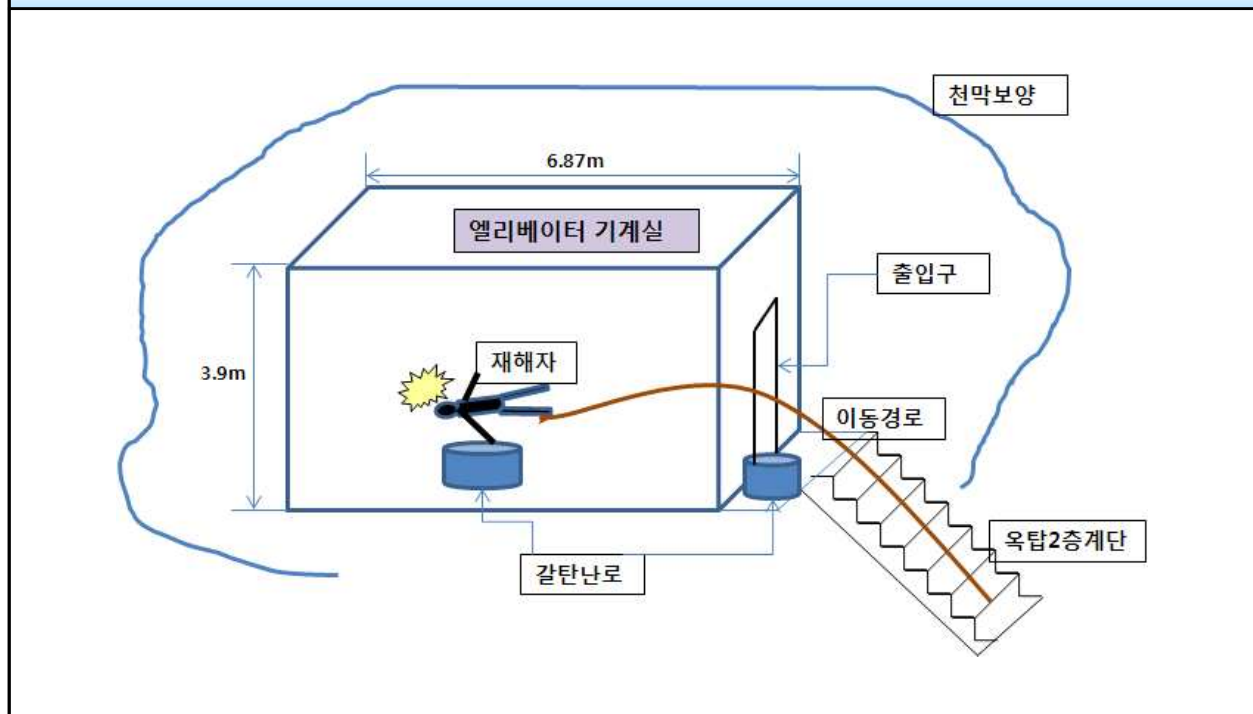 천막보양
6.87m
엘리베이터 기계실
출입구
재해자
3.9m
이동경로
옥탑2층계단
갈탄난로